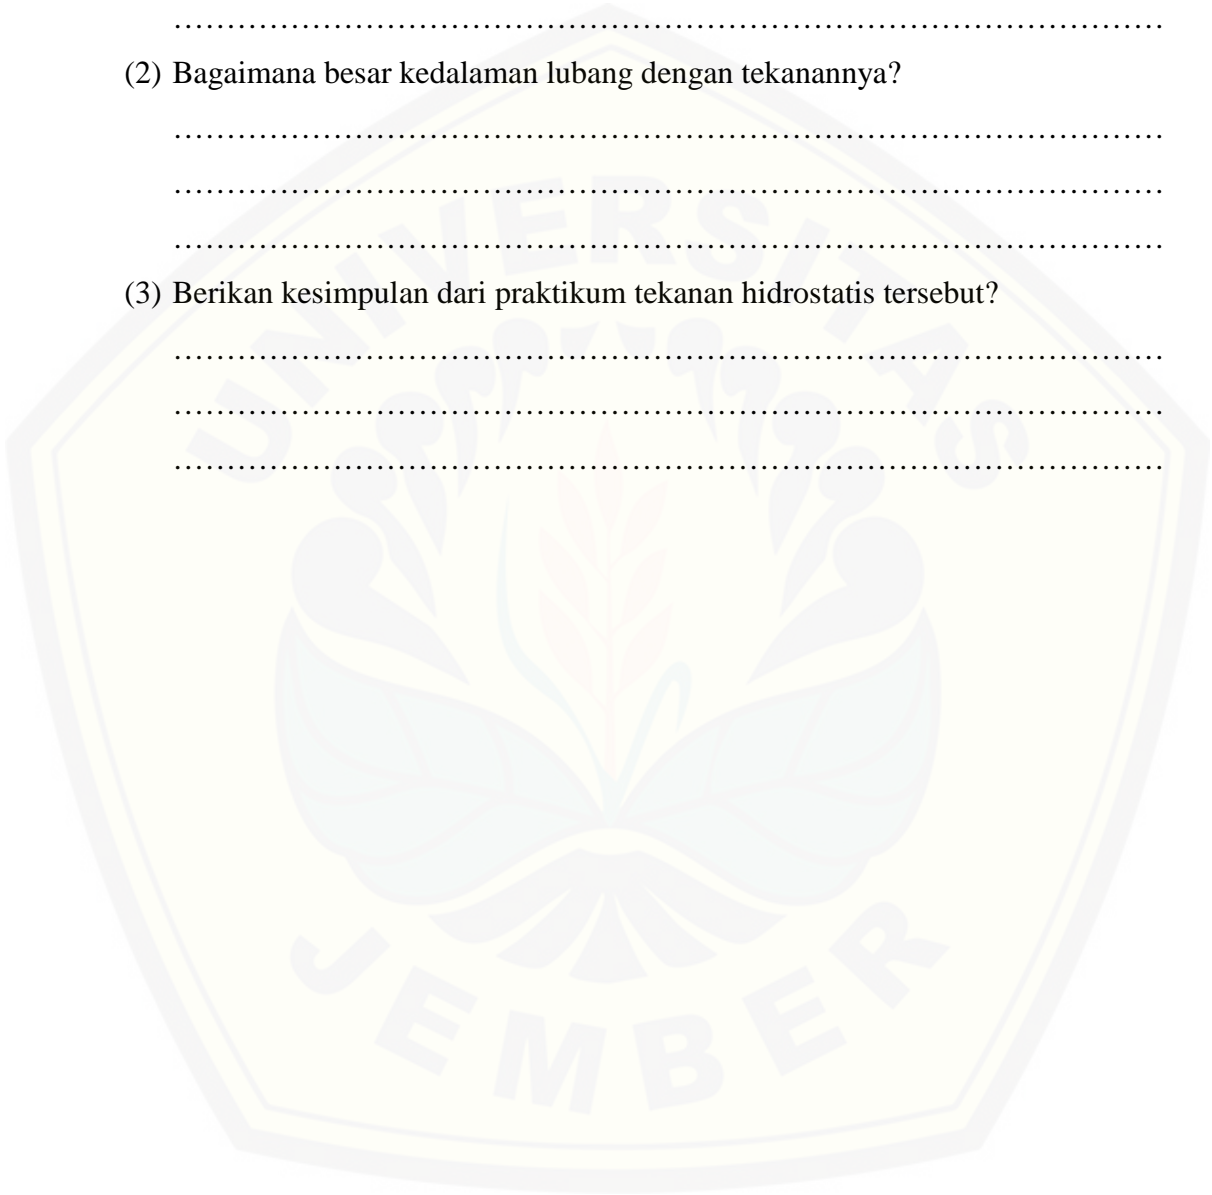 ……………………………………………………………………………
(2) Bagaimana besar kedalaman lubang dengan tekanannya?
……………………………………………………………………………
……………………………………………………………………………
……………………………………………………………………………
(3) Berikan kesimpulan dari praktikum tekanan hidrostatis tersebut?
……………………………………………………………………………
……………………………………………………………………………
……………………………………………………………………………
UNIVERSITAS
JEMBER